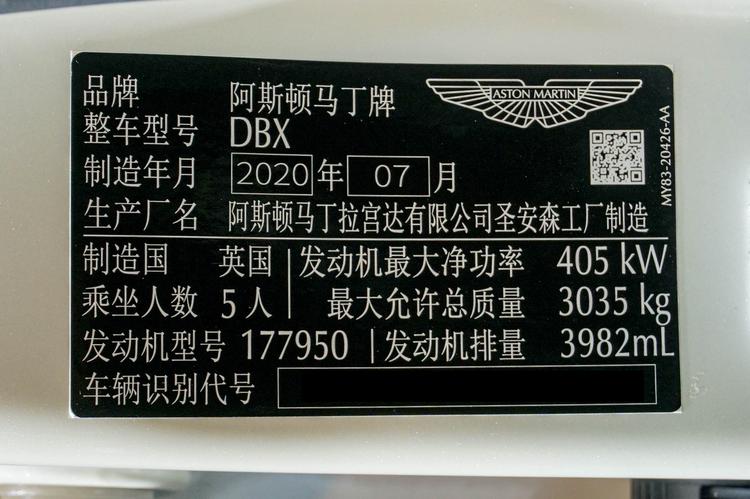 品牌 阿斯顿马丁牌 ASTON MARTIN
整车型号 DBX
制造年月 2020 年 07 月
生产厂名 阿斯顿马丁拉宫达有限公司圣安森工厂制造
制造国 英国 发动机最大净功率 405 kW
乘坐人数 5 人 最大允许总质量 3035 kg
发动机型号 177950 发动机排量 3982mL
车辆识别代号
MY83-20426-AA